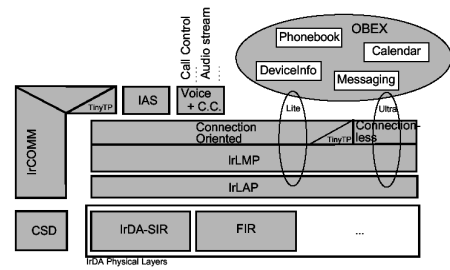 Call Control
Audio stream
OBEX
Phonebook
Calendar
DeviceInfo
Messaging
TinyTP
IAS
Voice
+ C.C.
Lite
Ultra
IrCOMM
Connection
Oriented
TinyTP
Connection-
less
IrLMP
IrLAP
CSD
IrDA-SIR
FIR
...
IrDA Physical Layers